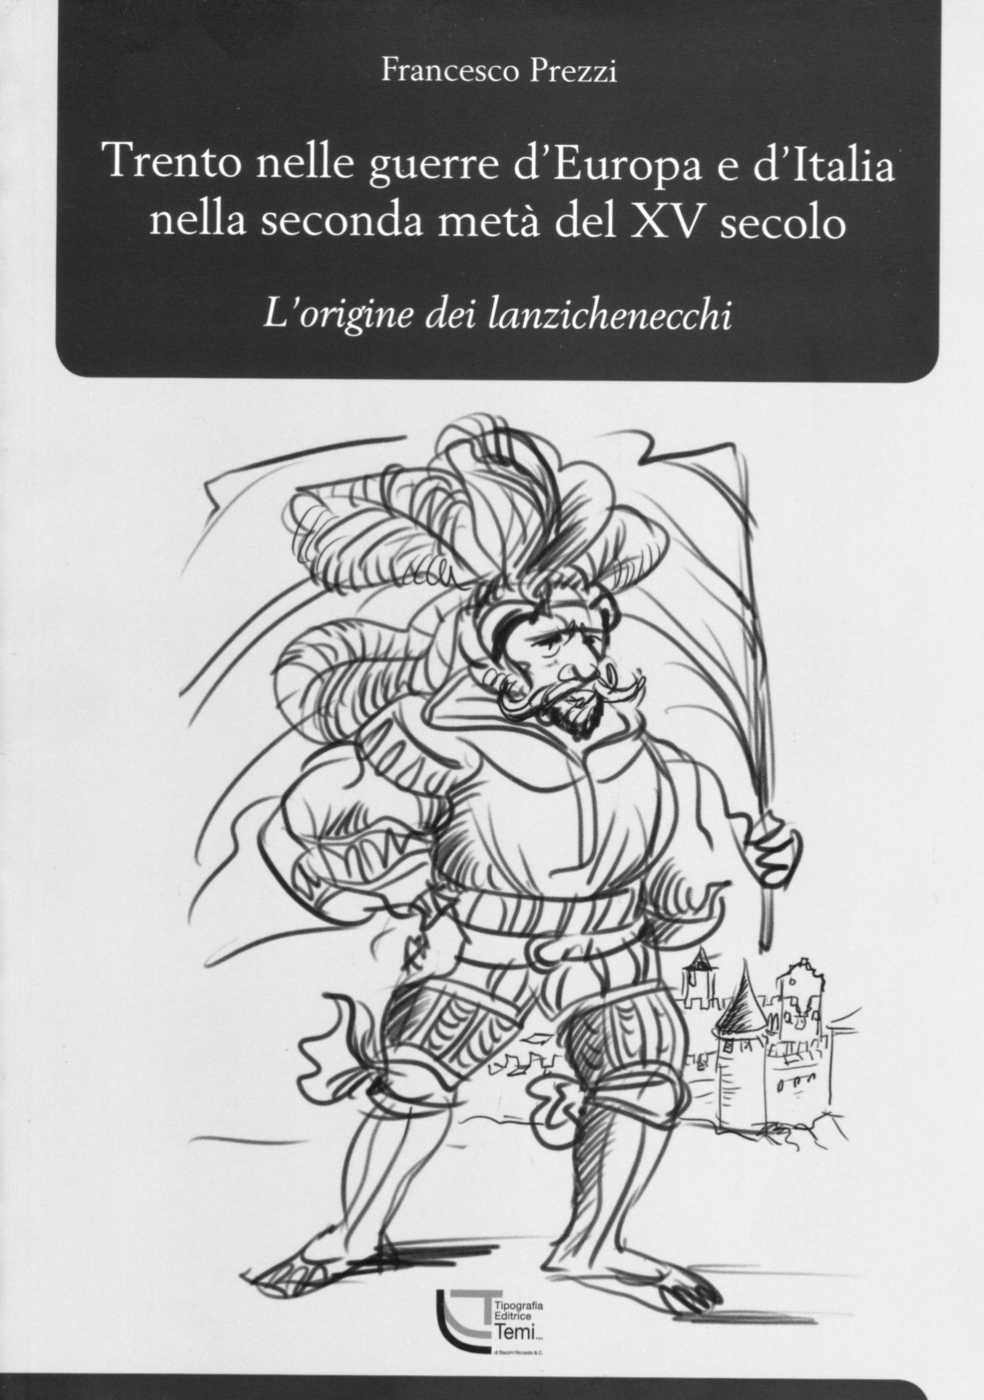 Francesco Prezzi
Trento nelle guerre d'Europa e d'Italia
nella seconda metà del XV secolo
L'origine dei lanzichenecchi
Tipografia
Editrice
Temi...